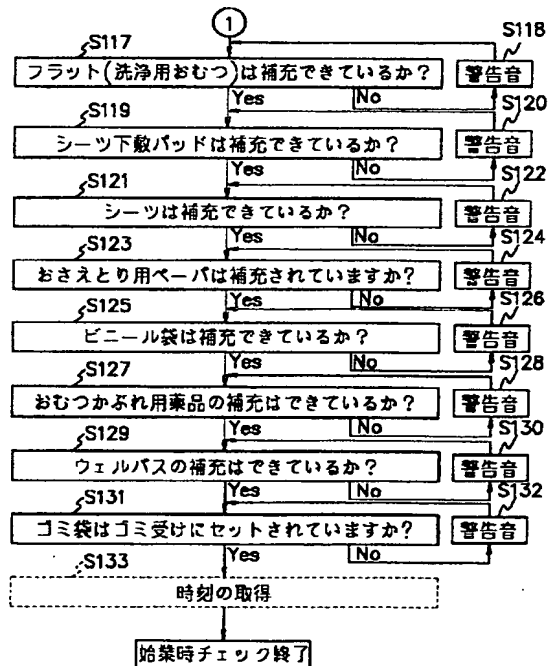 1
S117
S118
フラット(洗浄用おむつ)は補充できているか?
警告音
Yes
No
S119
S120
シーツ下敷パッドは補充できているか?
警告音
Yes
No
S121
S122
シーツは補充できているか?
警告音
Yes
No
S123
S124
おさえとり用ペーパは補充されていますか?
警告音
Yes
No
S125
S126
ビニール袋は補充できているか?
警告音
Yes
No
S127
S128
おむつかぶれ用薬品の補充はできているか?
警告音
Yes
No
S129
S130
ウェルパスの補充はできているか?
警告音
Yes
No
S131
S132
ゴミ袋はゴミ受けにセットされていますか?
警告音
Yes
No
S133
時刻の取得
始業時チェック終了